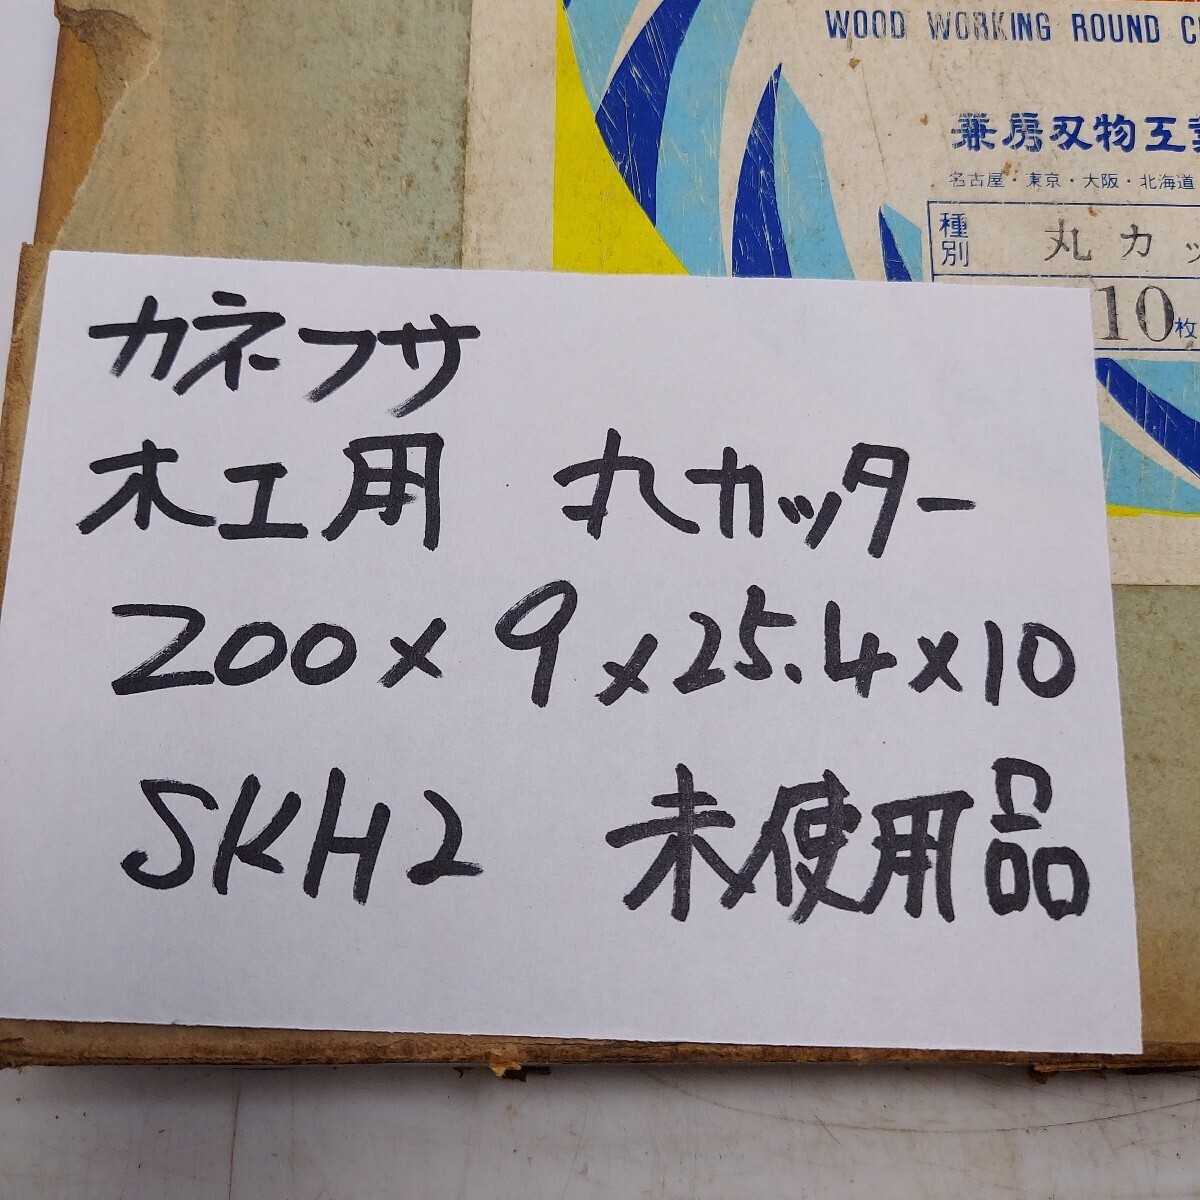 WOOD WORKING ROUND
兼房刃物工
名古屋・東京・大阪・北海道
種別 丸カッ
10枚
カネフサ
木工用 丸カッター
200×9×25.4×10
SKH2 未使用品